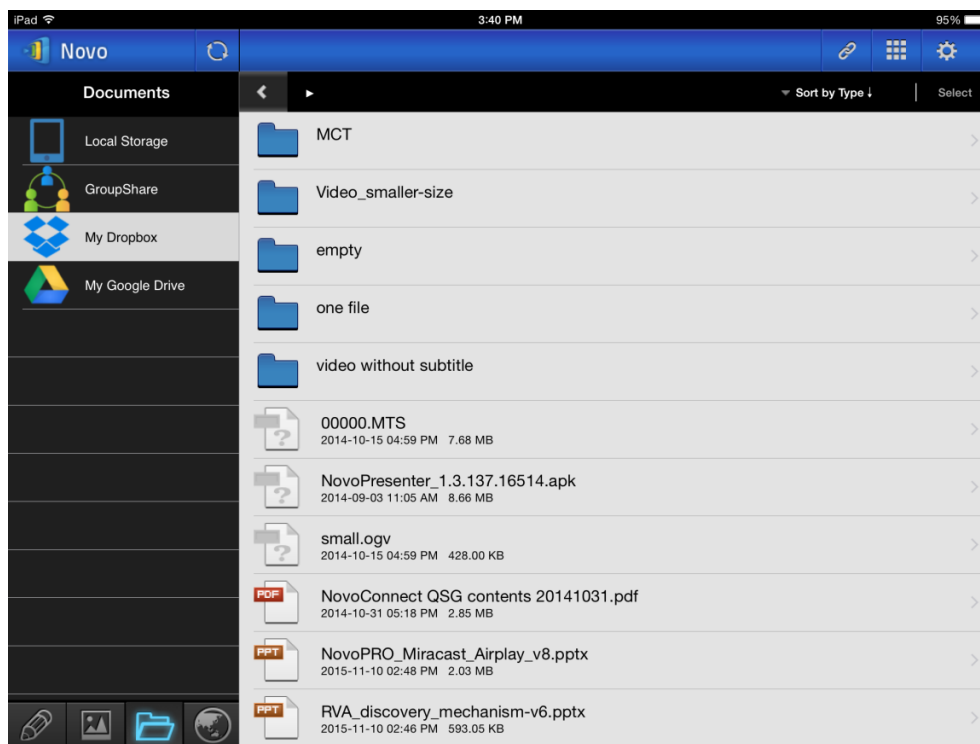 iPad 3:40 PM 95%
Novo
Documents
Sort by Type↓ | Select
Local Storage
GroupShare
My Dropbox
My Google Drive
MCT
Video_smaller-size
empty
one file
video without subtitle
00000.MTS
2014-10-15 04:59 PM 7.68 MB
NovoPresenter_1.3.137.16514.apk
2014-09-03 11:05 AM 8.66 MB
small.ogv
2014-10-15 04:59 PM 428.00 KB
PDF
NovoConnect QSG contents 20141031.pdf
2014-10-31 05:18 PM 2.85 MB
PPT
NovoPRO_Miracast_Airplay_v8.pptx
2015-11-10 02:48 PM 2.03 MB
PPT
RVA_discovery_mechanism-v6.pptx
2015-11-10 02:46 PM 593.05 KB